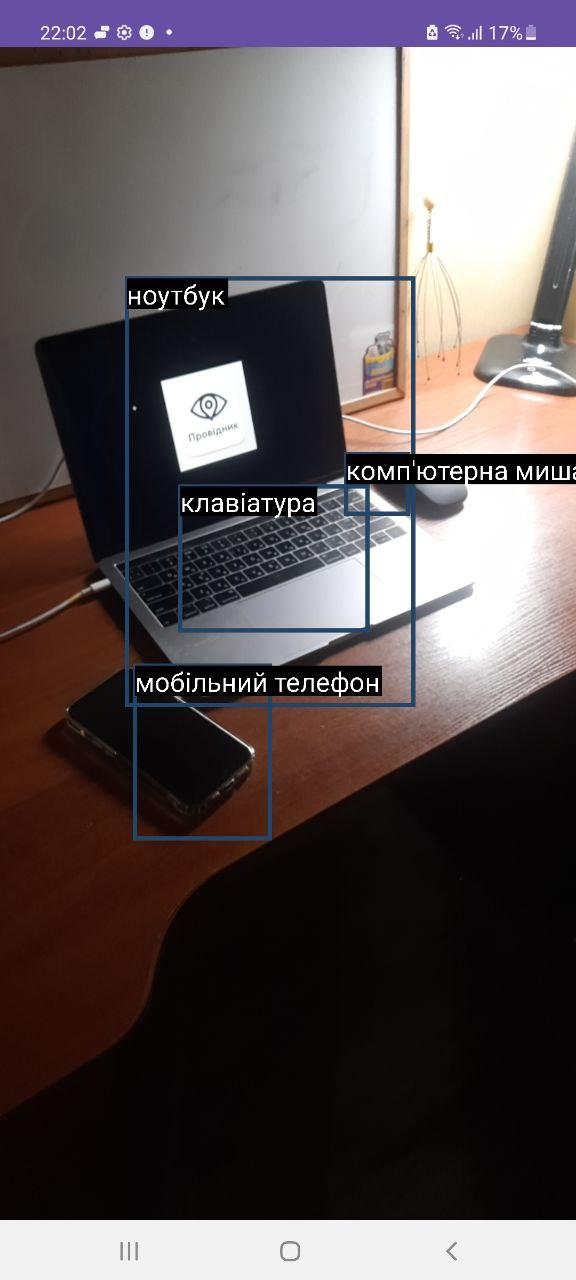 22:02
17%
ноутбук
Провідник
комп'ютерна миша
клавіатура
мобільний телефон